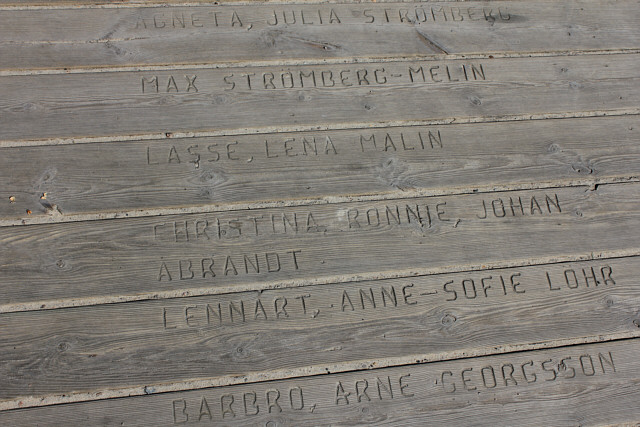 AGNETA, JULIA STRÖMBERG
MAX STRÖMBERG-MELIN
LASSE, LENA MALIN
CHRISTINA, RONNIE, JOHAN
ÅBRANDT
LENNART, ANNE-SOFIE LÖHR
BARBRO, ARNE GEORGSSON